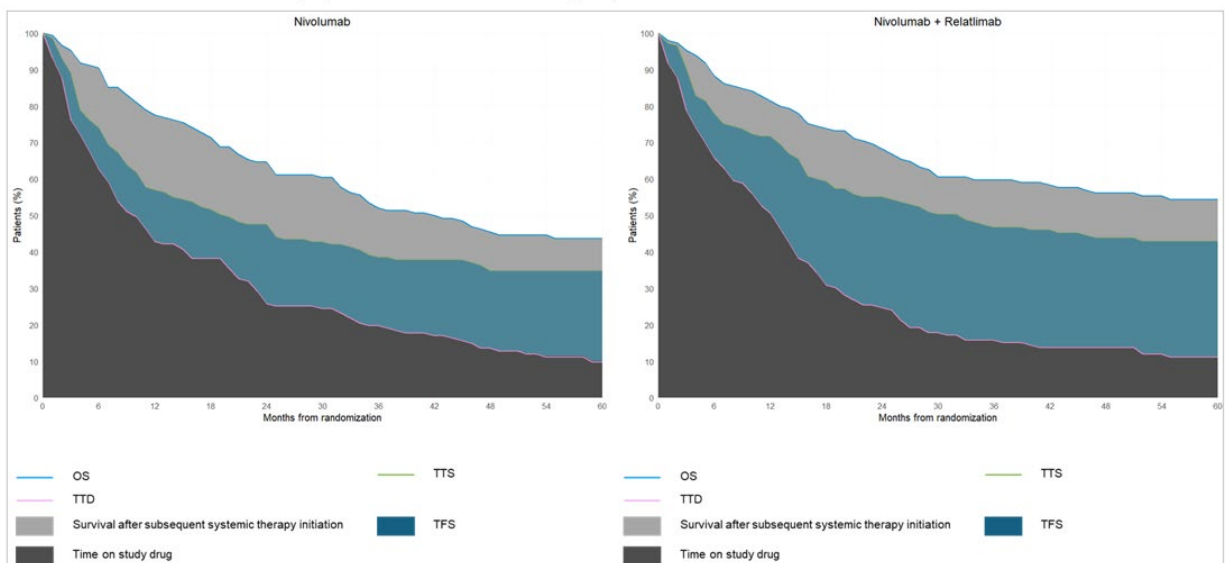 Nivolumab
100
90
80
70
60
50
40
30
20
10
0
Patients (%)
0 6 12 18 24 30 36 42 48 54 60
Months from randomization
OS
TTS
TTD
Survival after subsequent systemic therapy initiation
TFS
Time on study drug
Nivolumab + Relatlimab
100
90
80
70
60
50
40
30
20
10
0
Patients (%)
0 6 12 18 24 30 36 42 48 54 60
Months from randomization
OS
TTS
TTD
Survival after subsequent systemic therapy initiation
TFS
Time on study drug